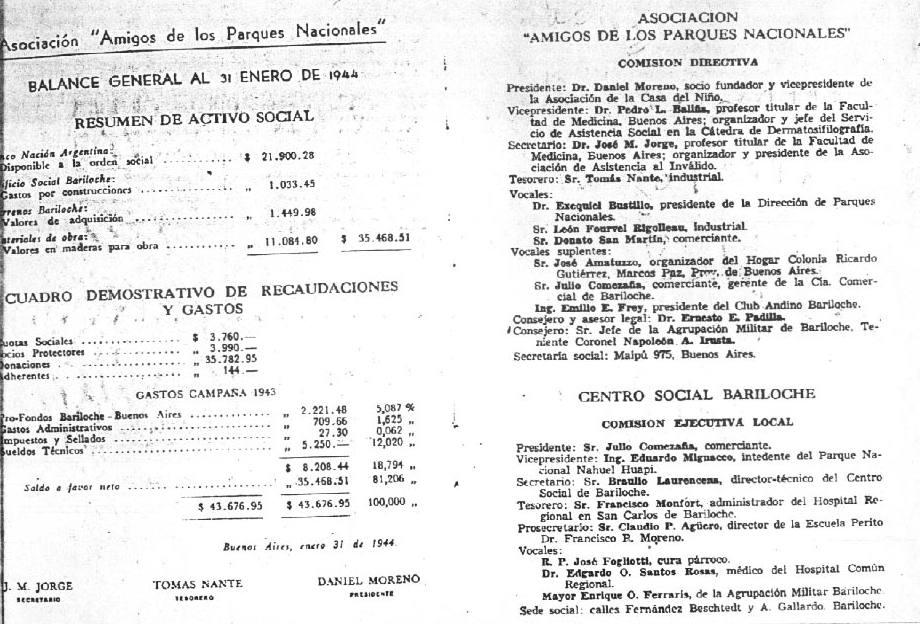 Asociación "Amigos de los Parques Nacionales"
BALANCE GENERAL AL 31 ENERO DE 1944
RESUMEN DE ACTIVO SOCIAL
nco Nación Argentina:
Disponible a la orden social ........ $ 21.900.28
ificio Social Bariloche:
Gastos por construcciones ........ „ 1.033.45
rrenos Bariloche:
Valores de adquisición ........ „ 1.449.98
ateriales de obra:
Valores en maderas para obra ........ „ 11.084.80 $ 35.468.51
CUADRO DEMOSTRATIVO DE RECAUDACIONES
Y GASTOS
uotas Sociales ........ $ 3.760.—
ocios Protectores ........ „ 3.990.—
onaciones ........ „ 35.782.95
dherentes ........ „ 144.—
GASTOS CAMPAÑA 1943
Pro-Fondos Bariloche - Buenos Aires ........ „ 2.221.48 5,087 %
Gastos Administrativos ........ „ 709.66 1,625 „
Impuestos y Sellados ........ „ 27.30 0,062 „
Sueldos Técnicos ........ „ 5.250.— 12,020 „
$ 8.208.44 18,794 „
Saldo a favor neto ........ „ 35.468.51 81,206 „
$ 43.676.95 $ 43.676.95 100,000 „
Buenos Aires, enero 31 de 1944.
J. M. JORGE TOMAS NANTE DANIEL MORENO
SECRETARIO TESORERO PRESIDENTE
ASOCIACION
"AMIGOS DE LOS PARQUES NACIONALES"
COMISION DIRECTIVA
Presidente: Dr. Daniel Moreno, socio fundador y vicepresidente de
la Asociación de la Casa del Niño.
Vicepresidente: Dr. Pedro L. Baliña, profesor titular de la Facul-
tad de Medicina, Buenos Aires; organizador y jefe del Servi-
cio de Asistencia Social en la Cátedra de Dermatosifilografía.
Secretario: Dr. José M. Jorge, profesor titular de la Facultad de
Medicina, Buenos Aires; organizador y presidente de la Aso-
ciación de Asistencia al Inválido.
Tesorero: Sr. Tomás Nante, industrial.
Vocales:
Dr. Exequiel Bustillo, presidente de la Dirección de Parques
Nacionales.
Sr. León Fourvel Rigolleau, industrial.
Sr. Donato San Martín, comerciante.
Vocales suplentes:
Sr. José Amatuzzo, organizador del Hogar Colonia Ricardo
Gutiérrez, Marcos Paz, Prov. de Buenos Aires.
Sr. Julio Comezaña, comerciante, gerente de la Cía. Comer-
cial de Bariloche.
Ing. Emilio E. Frey, presidente del Club Andino Bariloche.
Consejero y asesor legal: Dr. Ernesto E. Padilla.
Consejero: Sr. Jefe de la Agrupación Militar de Bariloche, Te-
niente Coronel Napoleón A. Irusta.
Secretaría social: Maipú 975, Buenos Aires.
CENTRO SOCIAL BARILOCHE
COMISION EJECUTIVA LOCAL
Presidente: Sr. Julio Comezaña, comerciante.
Vicepresidente: Ing. Eduardo Mignacco, intedente del Parque Na-
cional Nahuel Huapi.
Secretario: Sr. Braulio Laurencena, director-técnico del Centro
Social de Bariloche.
Tesorero: Sr. Francisco Monfort, administrador del Hospital Re-
gional en San Carlos de Bariloche.
Prosecretario: Sr. Claudio P. Agüero, director de la Escuela Perito
Dr. Francisco P. Moreno.
Vocales:
R. P. José Fogliotti, cura párroco.
Dr. Edgardo O. Santos Rosas, médico del Hospital Común
Regional.
Mayor Enrique O. Ferraris, de la Agrupación Militar Bariloche.
Sede social: calles Fernández Beschtedt y A. Gallardo. Bariloche.